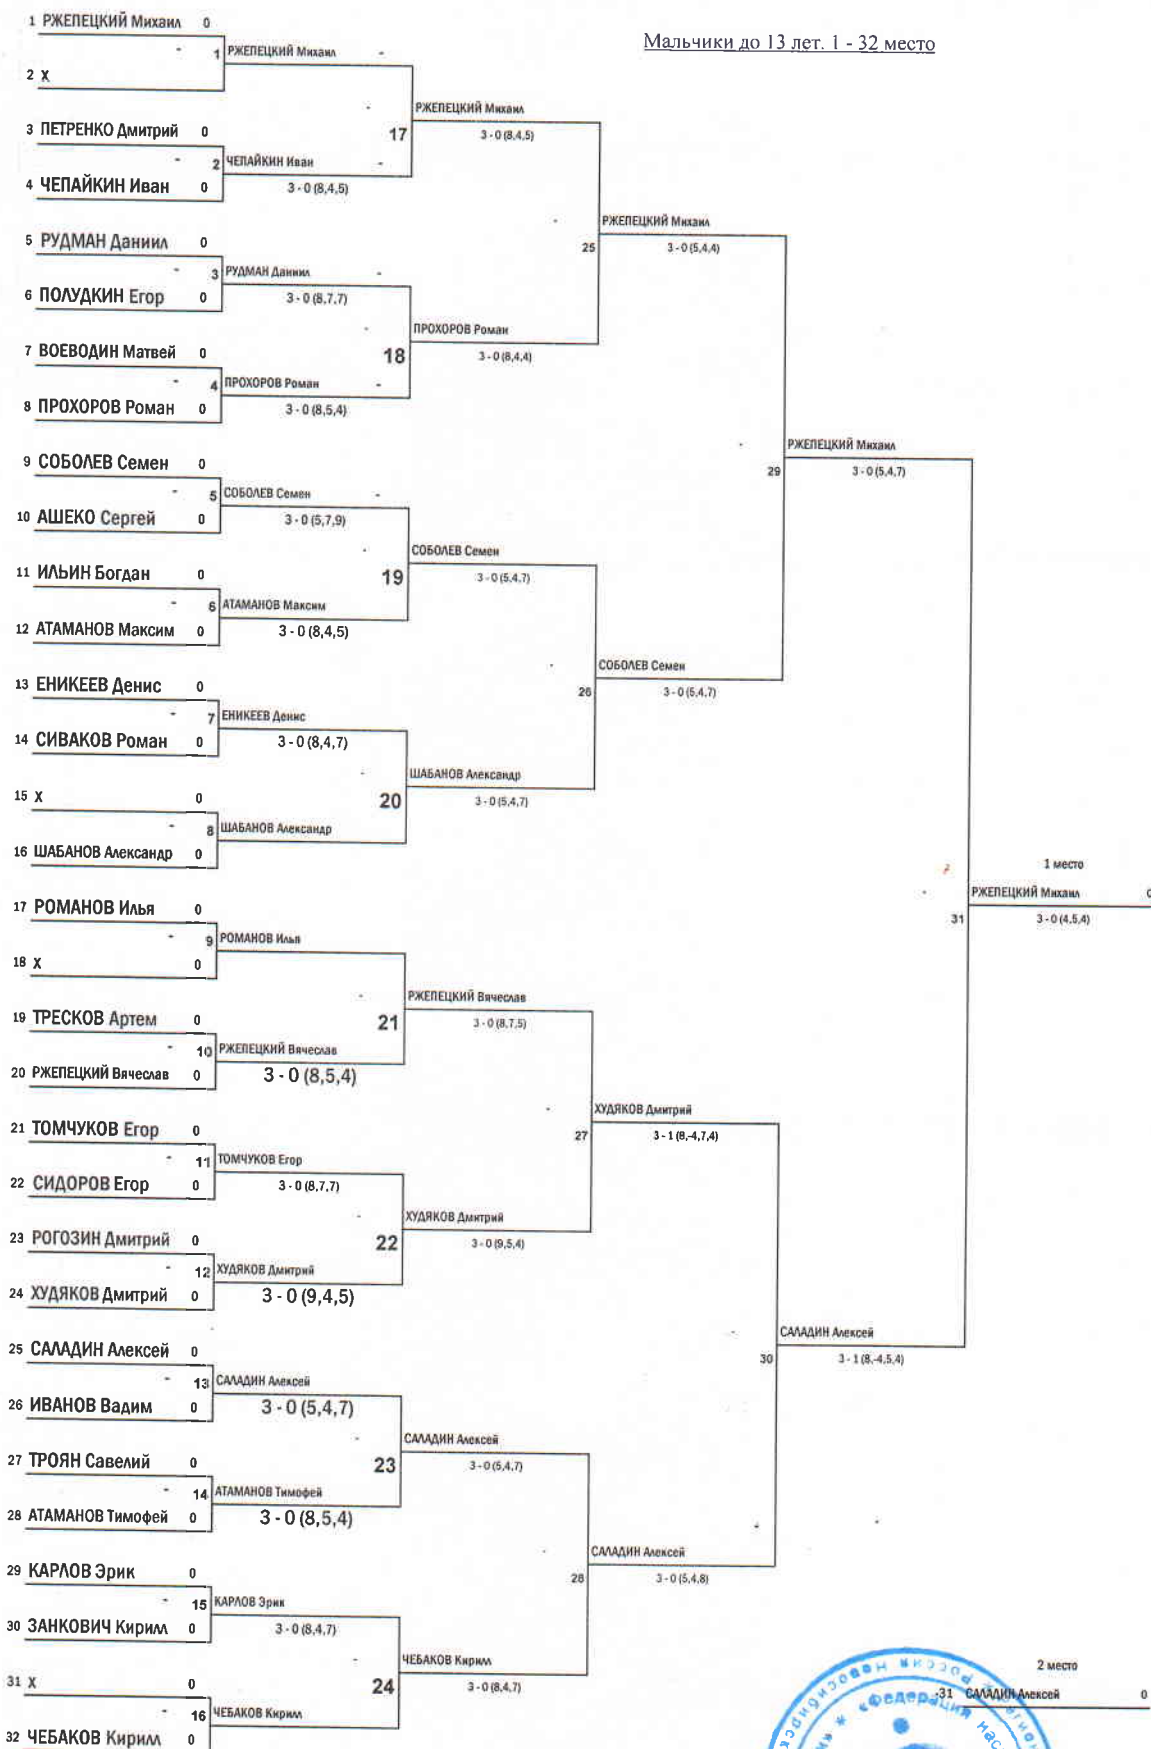 Мальчики до 13 лет. 1 - 32 место
1 РЖЕПЕЦКИЙ Михаил 0
- 1 РЖЕПЕЦКИЙ Михаил -
2 X
- РЖЕПЕЦКИЙ Михаил
17 3 - 0 (8,4,5)
3 ПЕТРЕНКО Дмитрий 0
- 2 ЧЕПАЙКИН Иван -
4 ЧЕПАЙКИН Иван 0 3 - 0 (8,4,5)
- РЖЕПЕЦКИЙ Михаил
25 3 - 0 (5,4,4)
5 РУДМАН Даниил 0
- 3 РУДМАН Даниил -
6 ПОЛУДКИН Егор 0 3 - 0 (8,7,7)
- ПРОХОРОВ Роман
18 3 - 0 (8,4,4)
7 ВОЕВОДИН Матвей 0
- 4 ПРОХОРОВ Роман -
8 ПРОХОРОВ Роман 0 3 - 0 (8,5,4)
- РЖЕПЕЦКИЙ Михаил
29 3 - 0 (5,4,7)
9 СОБОЛЕВ Семен 0
- 5 СОБОЛЕВ Семен -
10 АШЕКО Сергей 0 3 - 0 (5,7,9)
- СОБОЛЕВ Семен
19 3 - 0 (5,4,7)
11 ИЛЬИН Богдан 0
- 6 АТАМАНОВ Максим
12 АТАМАНОВ Максим 0 3 - 0 (8,4,5)
- СОБОЛЕВ Семен
26 3 - 0 (5,4,7)
13 ЕНИКЕЕВ Денис 0
- 7 ЕНИКЕЕВ Денис
14 СИВАКОВ Роман 0 3 - 0 (8,4,7)
- ШАБАНОВ Александр
20 3 - 0 (5,4,7)
15 X 0
- 8 ШАБАНОВ Александр
16 ШАБАНОВ Александр 0
1 место
- РЖЕПЕЦКИЙ Михаил
31 3 - 0 (4,5,4)
17 РОМАНОВ Илья 0
- 9 РОМАНОВ Илья
18 X 0
- РЖЕПЕЦКИЙ Вячеслав
21 3 - 0 (8,7,5)
19 ТРЕСКОВ Артем 0
- 10 РЖЕПЕЦКИЙ Вячеслав
20 РЖЕПЕЦКИЙ Вячеслав 0 3 - 0 (8,5,4)
- ХУДЯКОВ Дмитрий
27 3 - 1 (8,-4,7,4)
21 ТОМЧУКОВ Егор 0
- 11 ТОМЧУКОВ Егор
22 СИДОРОВ Егор 0 3 - 0 (8,7,7)
- ХУДЯКОВ Дмитрий
22 3 - 0 (9,5,4)
23 РОГОЗИН Дмитрий 0
- 12 ХУДЯКОВ Дмитрий
24 ХУДЯКОВ Дмитрий 0 3 - 0 (9,4,5)
- САЛАДИН Алексей
30 3 - 1 (8,-4,5,4)
25 САЛАДИН Алексей 0
- 13 САЛАДИН Алексей
26 ИВАНОВ Вадим 0 3 - 0 (5,4,7)
- САЛАДИН Алексей
23 3 - 0 (5,4,7)
27 ТРОЯН Савелий 0
- 14 АТАМАНОВ Тимофей
28 АТАМАНОВ Тимофей 0 3 - 0 (8,5,4)
- САЛАДИН Алексей
28 3 - 0 (5,4,8)
29 КАРЛОВ Эрик 0
- 15 КАРЛОВ Эрик
30 ЗАНКОВИЧ Кирилл 0 3 - 0 (8,4,7)
ЧЕБАКОВ Кирилл
24 3 - 0 (8,4,7)
31 X 0
- 16 ЧЕБАКОВ Кирилл
32 ЧЕБАКОВ Кирилл 0
2 место
-31 САЛАДИН Алексей 0
Россия
«Федерация